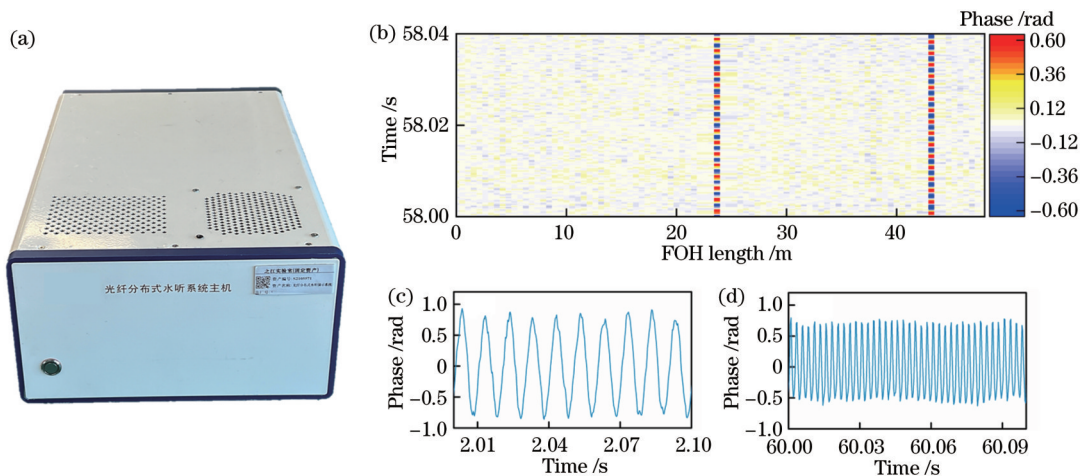 (a)
光纤分布式水听系统主机
(b)
Phase /rad
58.04
58.02
58.00
Time /s
0
10
20
30
40
FOH length /m
0.60
0.36
0.12
−0.12
−0.36
−0.60
(c)
1.0
0.5
0
−0.5
−1.0
Phase /rad
2.01
2.04
2.07
2.10
Time /s
(d)
1.0
0.5
0
−0.5
−1.0
Phase /rad
60.00
60.03
60.06
60.09
Time /s